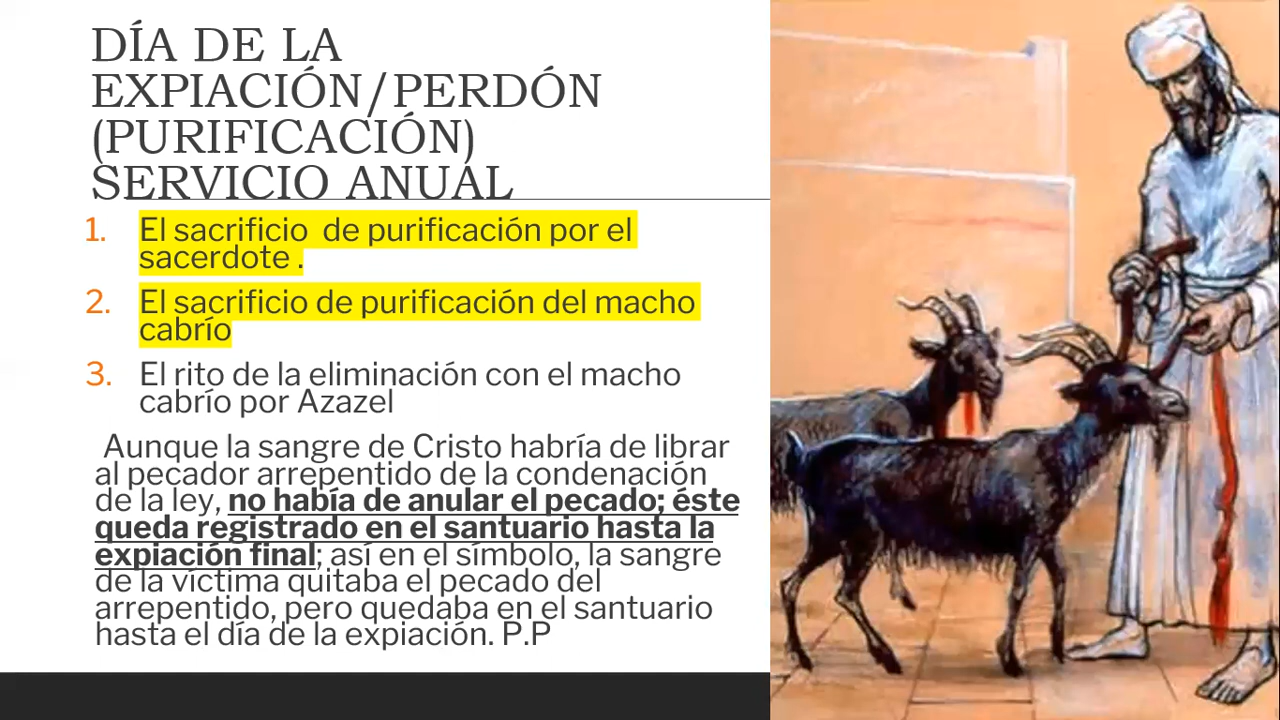 DÍA DE LA
EXPIACIÓN/PERDÓN
(PURIFICACIÓN)
SERVICIO ANUAL
1. El sacrificio de purificación por el
sacerdote .
2. El sacrificio de purificación del macho
cabrío
3. El rito de la eliminación con el macho
cabrío por Azazel
Aunque la sangre de Cristo habría de librar
al pecador arrepentido de la condenación
de la ley, no había de anular el pecado; éste
queda registrado en el santuario hasta la
expiación final; así en el símbolo, la sangre
de la víctima quitaba el pecado del
arrepentido, pero quedaba en el santuario
hasta el día de la expiación. P.P